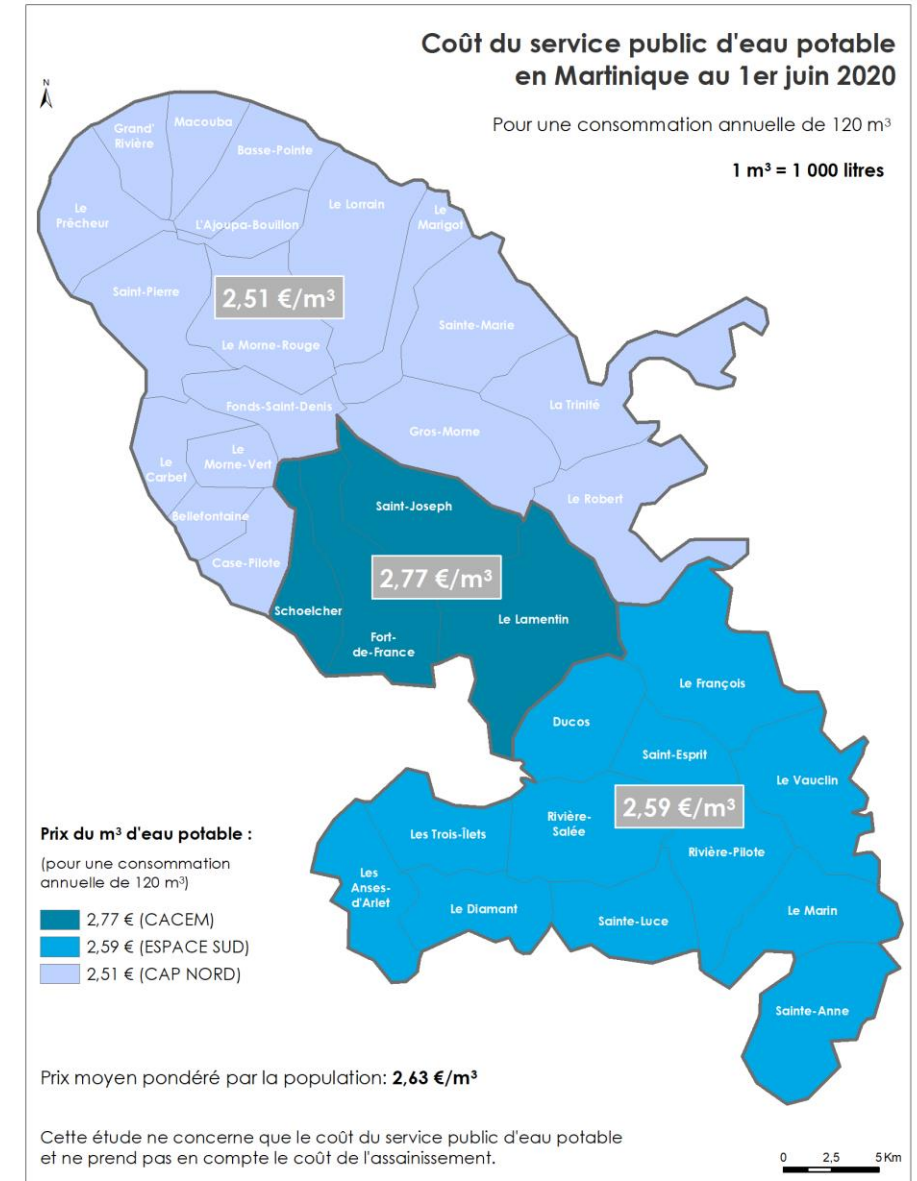 Coût du service public d'eau potable
en Martinique au 1er juin 2020
Pour une consommation annuelle de 120 m³
1 m³ = 1 000 litres
N
Grand'
Rivière
Macouba
Basse-Pointe
Le
Prêcheur
L'Ajoupa-Bouillon
Le Lorrain
Le
Marigot
Saint-Pierre
2,51 €/m³
Sainte-Marie
Le Morne-Rouge
Fonds-Saint-Denis
La Trinité
Gros-Morne
Le
Carbet
Le
Morne-Vert
Le Robert
Bellefontaine
Case-Pilote
Saint-Joseph
2,77 €/m³
Schoelcher
Le Lamentin
Fort-
de-France
Le François
Ducos
Saint-Esprit
Le Vauclin
2,59 €/m³
Rivière-
Salée
Les Trois-Îlets
Rivière-Pilote
Les
Anses-
d'Arlet
Le Diamant
Sainte-Luce
Le Marin
Sainte-Anne
Prix du m³ d'eau potable :
(pour une consommation
annuelle de 120 m³)
2,77 € (CACEM)
2,59 € (ESPACE SUD)
2,51 € (CAP NORD)
Prix moyen pondéré par la population: 2,63 €/m³
Cette étude ne concerne que le coût du service public d'eau potable
et ne prend pas en compte le coût de l'assainissement.
0 2,5 5 Km